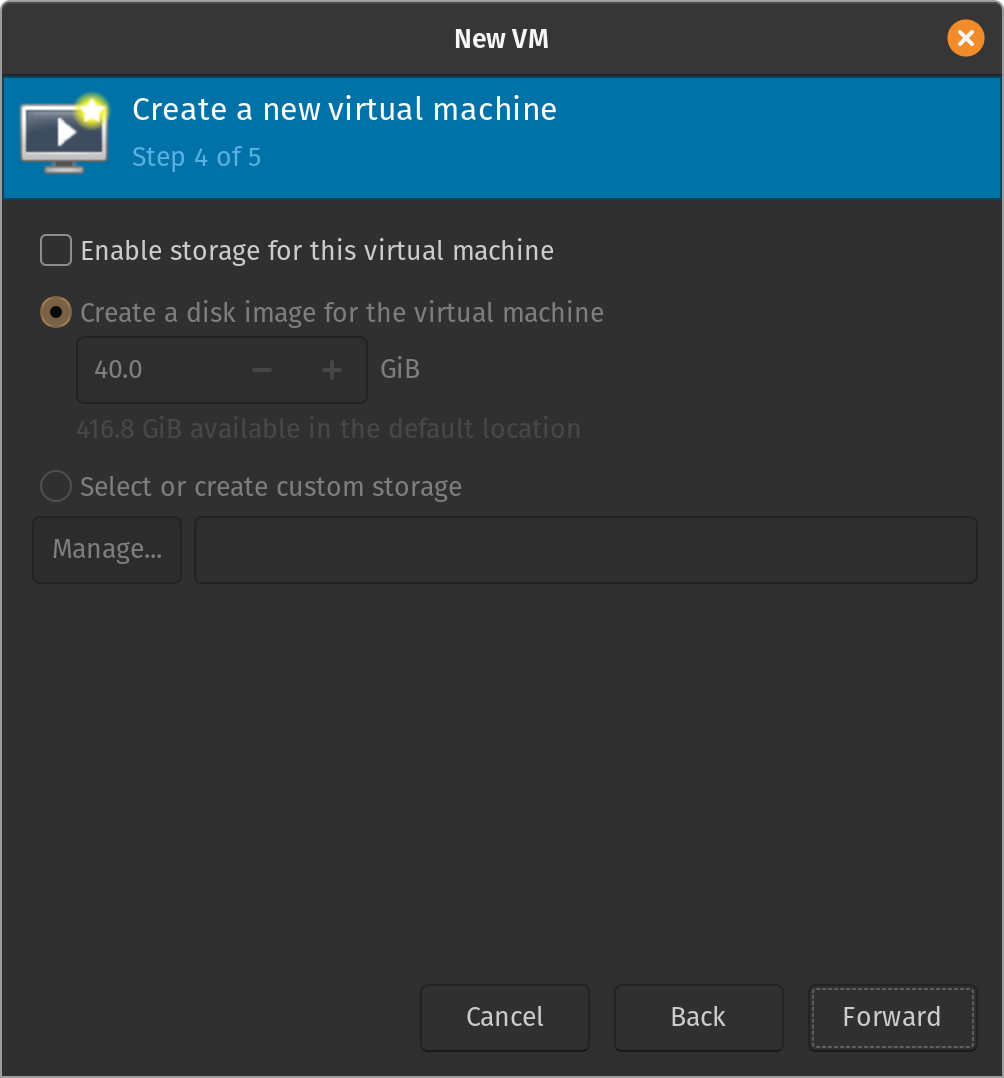 New VM
Create a new virtual machine
Step 4 of 5
Enable storage for this virtual machine
Create a disk image for the virtual machine
40.0 − + GiB
416.8 GiB available in the default location
Select or create custom storage
Manage...
Cancel Back Forward